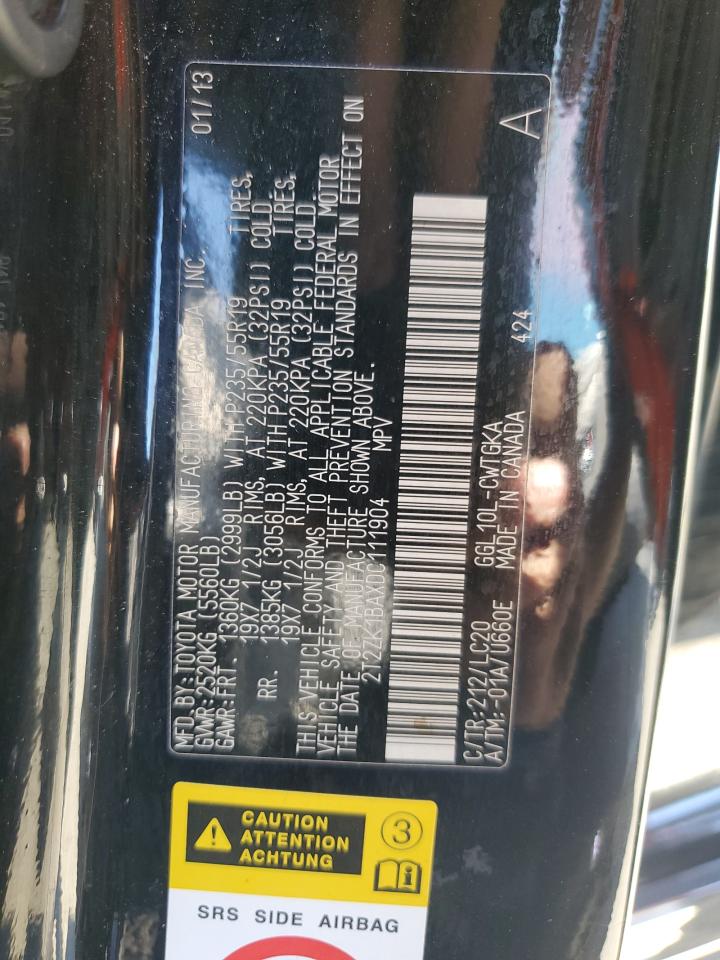 MFD. BY: TOYOTA MOTOR MANUFACTURING CANADA INC. 01/13
GVWR: 2520KG (5560LB)
GAWR: FRT. 1360KG (2999LB) WITH P235/55R19 TIRES,
19X7 1/2J RIMS, AT 220KPA (32PSI) COLD
RR. 1385KG (3056LB) WITH P235/55R19 TIRES,
19X7 1/2J RIMS, AT 220KPA (32PSI) COLD
THIS VEHICLE CONFORMS TO ALL APPLICABLE FEDERAL MOTOR
VEHICLE SAFETY AND THEFT PREVENTION STANDARDS IN EFFECT ON
THE DATE OF MANUFACTURE SHOWN ABOVE.
2T2ZK1BAXDC111904 MPV
C/TR: 212/LC20 GGL10L-CWTGKA
A/TM: -01A/U660E MADE IN CANADA 424
A
CAUTION
ATTENTION
ACHTUNG
3
SRS SIDE AIRBAG